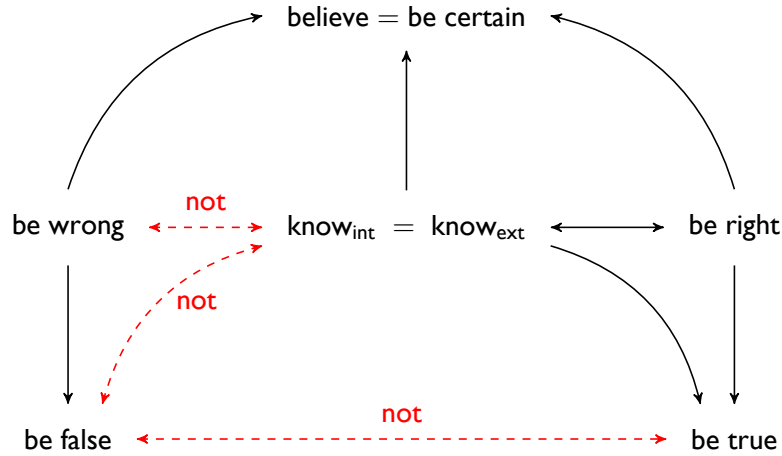 believe = be certain
not
be wrong
know_int = know_ext
be right
not
not
be false
be true